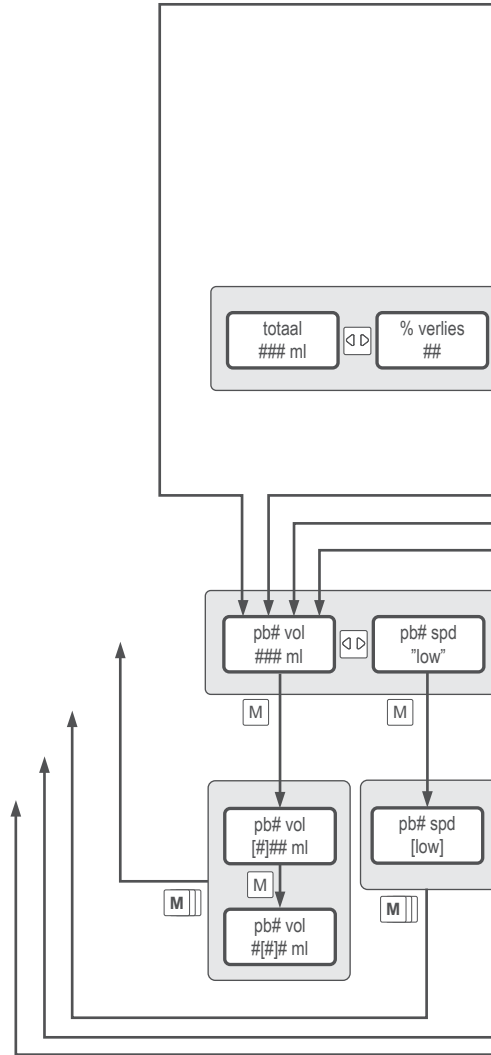 totaal
### ml
% verlies
##
pb# vol
### ml
pb# spd
”low”
M
M
pb# vol
[#]## ml
pb# spd
[low]
M
M
M
pb# vol
#[#]# ml